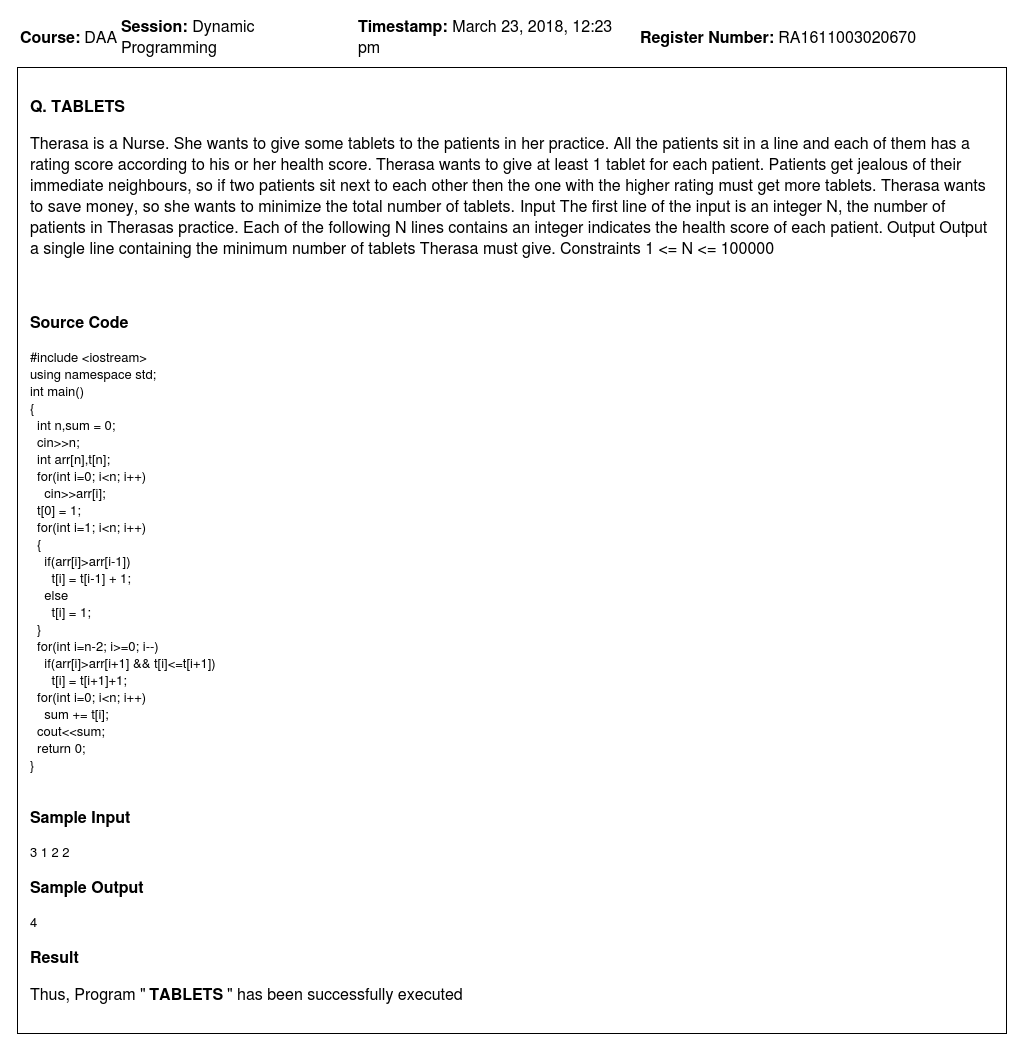 Course: DAA Session: Dynamic Programming Timestamp: March 23, 2018, 12:23 pm Register Number: RA1611003020670
Q. TABLETS
Therasa is a Nurse. She wants to give some tablets to the patients in her practice. All the patients sit in a line and each of them has a
rating score according to his or her health score. Therasa wants to give at least 1 tablet for each patient. Patients get jealous of their
immediate neighbours, so if two patients sit next to each other then the one with the higher rating must get more tablets. Therasa wants
to save money, so she wants to minimize the total number of tablets. Input The first line of the input is an integer N, the number of
patients in Therasas practice. Each of the following N lines contains an integer indicates the health score of each patient. Output Output
a single line containing the minimum number of tablets Therasa must give. Constraints 1 <= N <= 100000
Source Code
#include <iostream>
using namespace std;
int main()
{
  int n,sum = 0;
  cin>>n;
  int arr[n],t[n];
  for(int i=0; i<n; i++)
    cin>>arr[i];
  t[0] = 1;
  for(int i=1; i<n; i++)
  {
    if(arr[i]>arr[i-1])
      t[i] = t[i-1] + 1;
    else
      t[i] = 1;
  }
  for(int i=n-2; i>=0; i--)
    if(arr[i]>arr[i+1] && t[i]<=t[i+1])
      t[i] = t[i+1]+1;
  for(int i=0; i<n; i++)
    sum += t[i];
  cout<<sum;
  return 0;
}
Sample Input
3 1 2 2
Sample Output
4
Result
Thus, Program " TABLETS " has been successfully executed